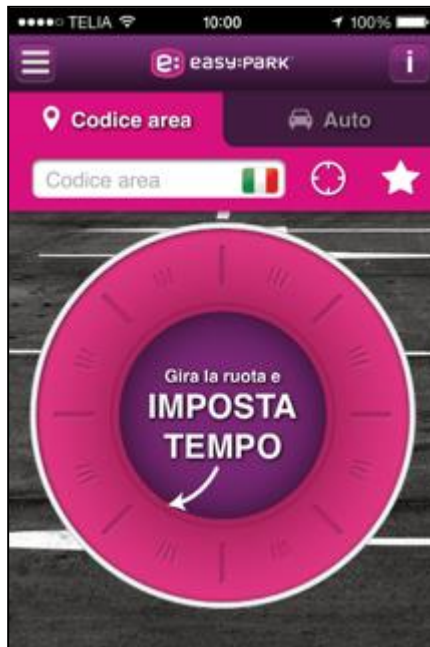 TELIA 10:00 100%
e: easy:PARK i
Codice area Auto
Codice area
Gira la ruota e
IMPOSTA
TEMPO